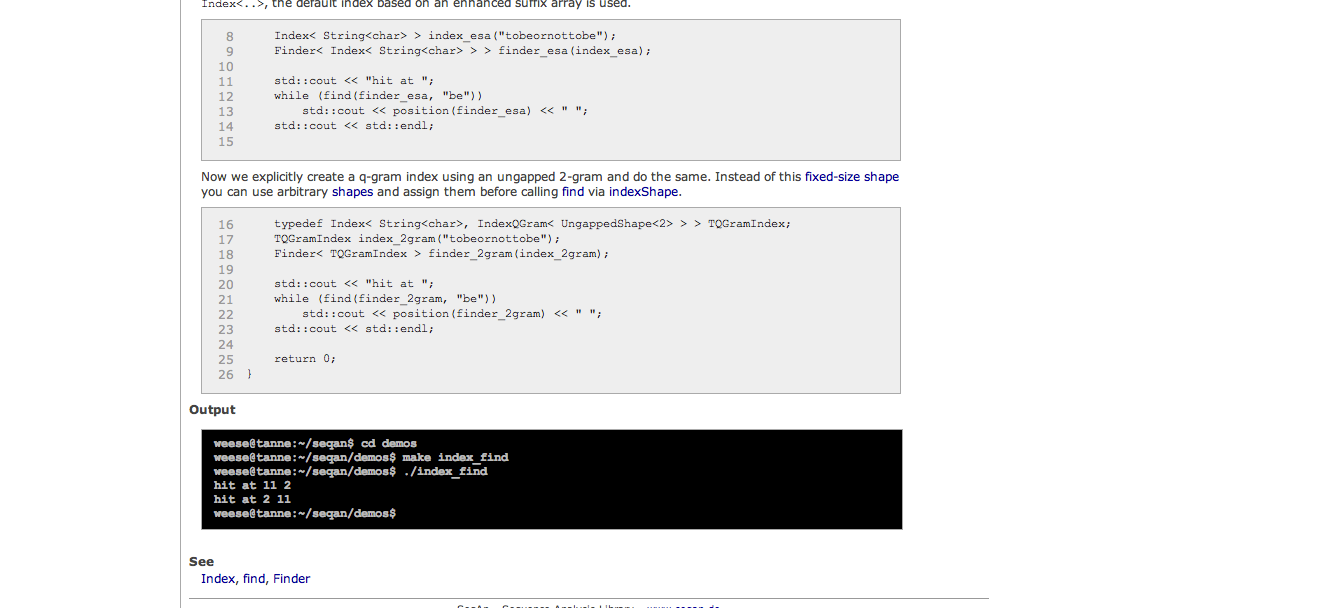 Index<..>, the default index based on an enhanced suffix array is used.
8 Index< String<char> > index_esa("tobeornottobe");
9 Finder< Index< String<char> > > finder_esa(index_esa);
10
11 std::cout << "hit at ";
12 while (find(finder_esa, "be"))
13 std::cout << position(finder_esa) << " ";
14 std::cout << std::endl;
15
Now we explicitly create a q-gram index using an ungapped 2-gram and do the same. Instead of this fixed-size shape
you can use arbitrary shapes and assign them before calling find via indexShape.
16 typedef Index< String<char>, IndexQGram< UngappedShape<2> > > TQGramIndex;
17 TQGramIndex index_2gram("tobeornottobe");
18 Finder< TQGramIndex > finder_2gram(index_2gram);
19
20 std::cout << "hit at ";
21 while (find(finder_2gram, "be"))
22 std::cout << position(finder_2gram) << " ";
23 std::cout << std::endl;
24
25 return 0;
26 }
Output
weese@tanne:~/seqan$ cd demos
weese@tanne:~/seqan/demos$ make index_find
weese@tanne:~/seqan/demos$ ./index_find
hit at 11 2
hit at 2 11
weese@tanne:~/seqan/demos$
See
Index, find, Finder
SeqAn - Sequence Analysis Library - www.seqan.de